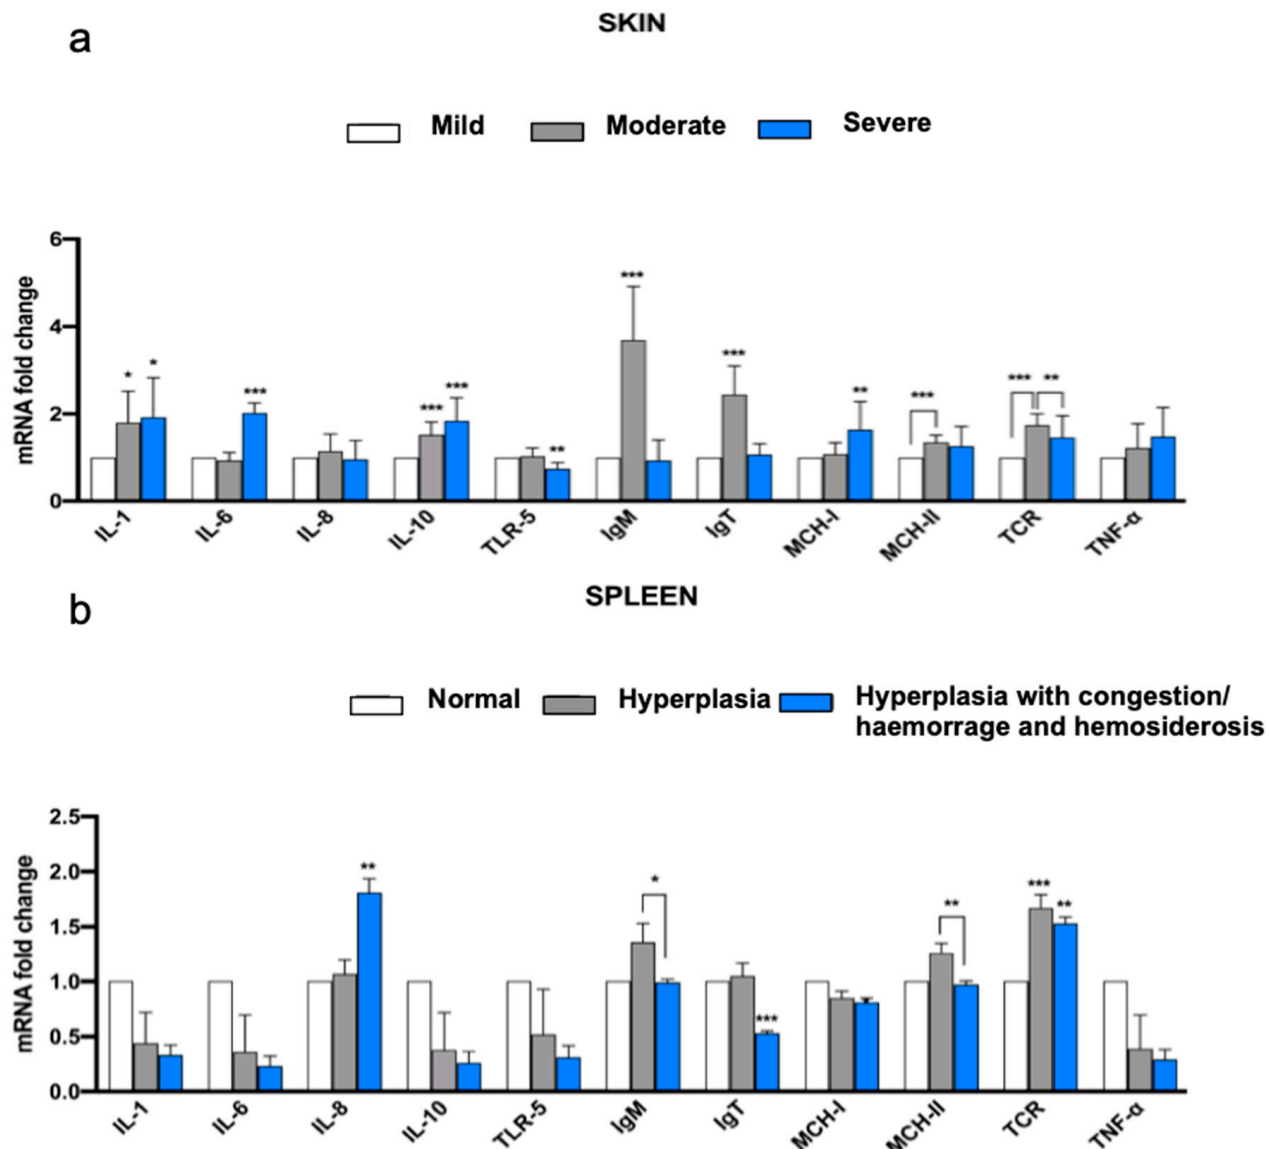 a
SKIN
Mild Moderate Severe
mRNA fold change
6
4
2
0
* * *** *** *** ** *** *** ** *** *** **
IL-1 IL-6 IL-8 IL-10 TLR-5 IgM IgT MCH-I MCH-II TCR TNF-α
b
SPLEEN
Normal Hyperplasia Hyperplasia with congestion/
haemorrage and hemosiderosis
mRNA fold change
2.5
2.0
1.5
1.0
0.5
0.0
** * *** ** *** **
IL-1 IL-6 IL-8 IL-10 TLR-5 IgM IgT MCH-I MCH-II TCR TNF-α